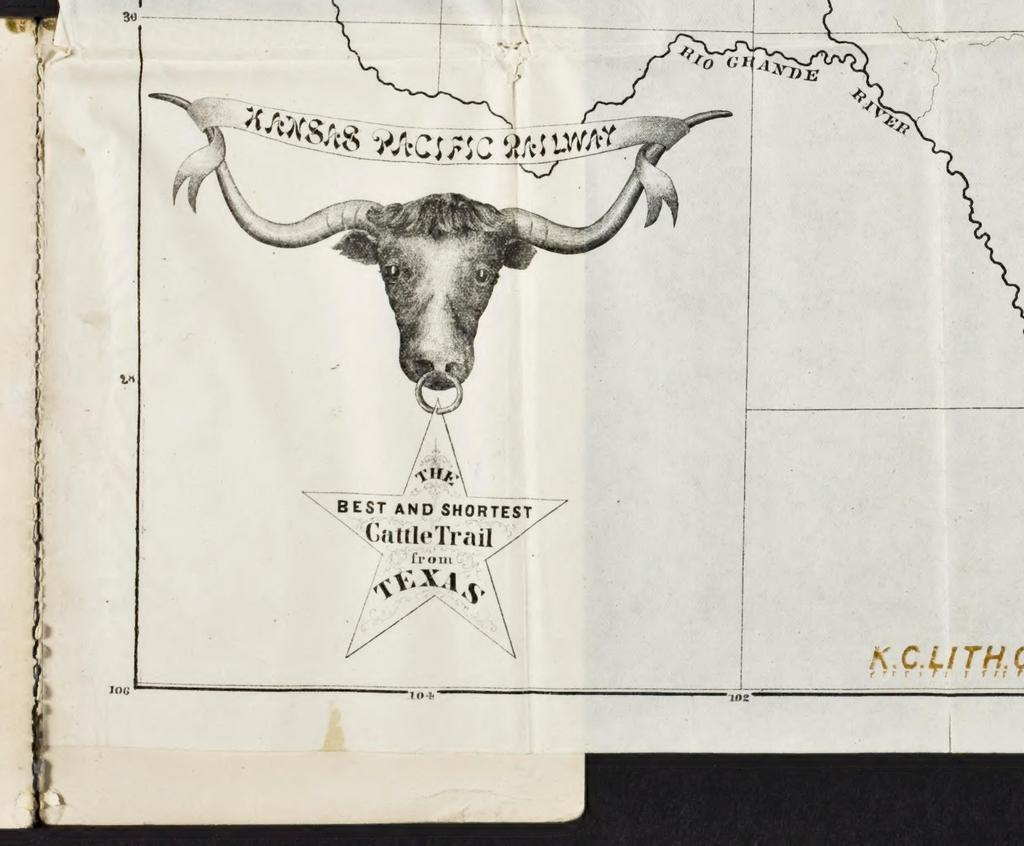 30
RIO GRANDE
RIVER
KANSAS PACIFIC RAILWAY
28
THE
BEST AND SHORTEST
Cattle Trail
from
TEXAS
K.C.LITH.
106
104
102